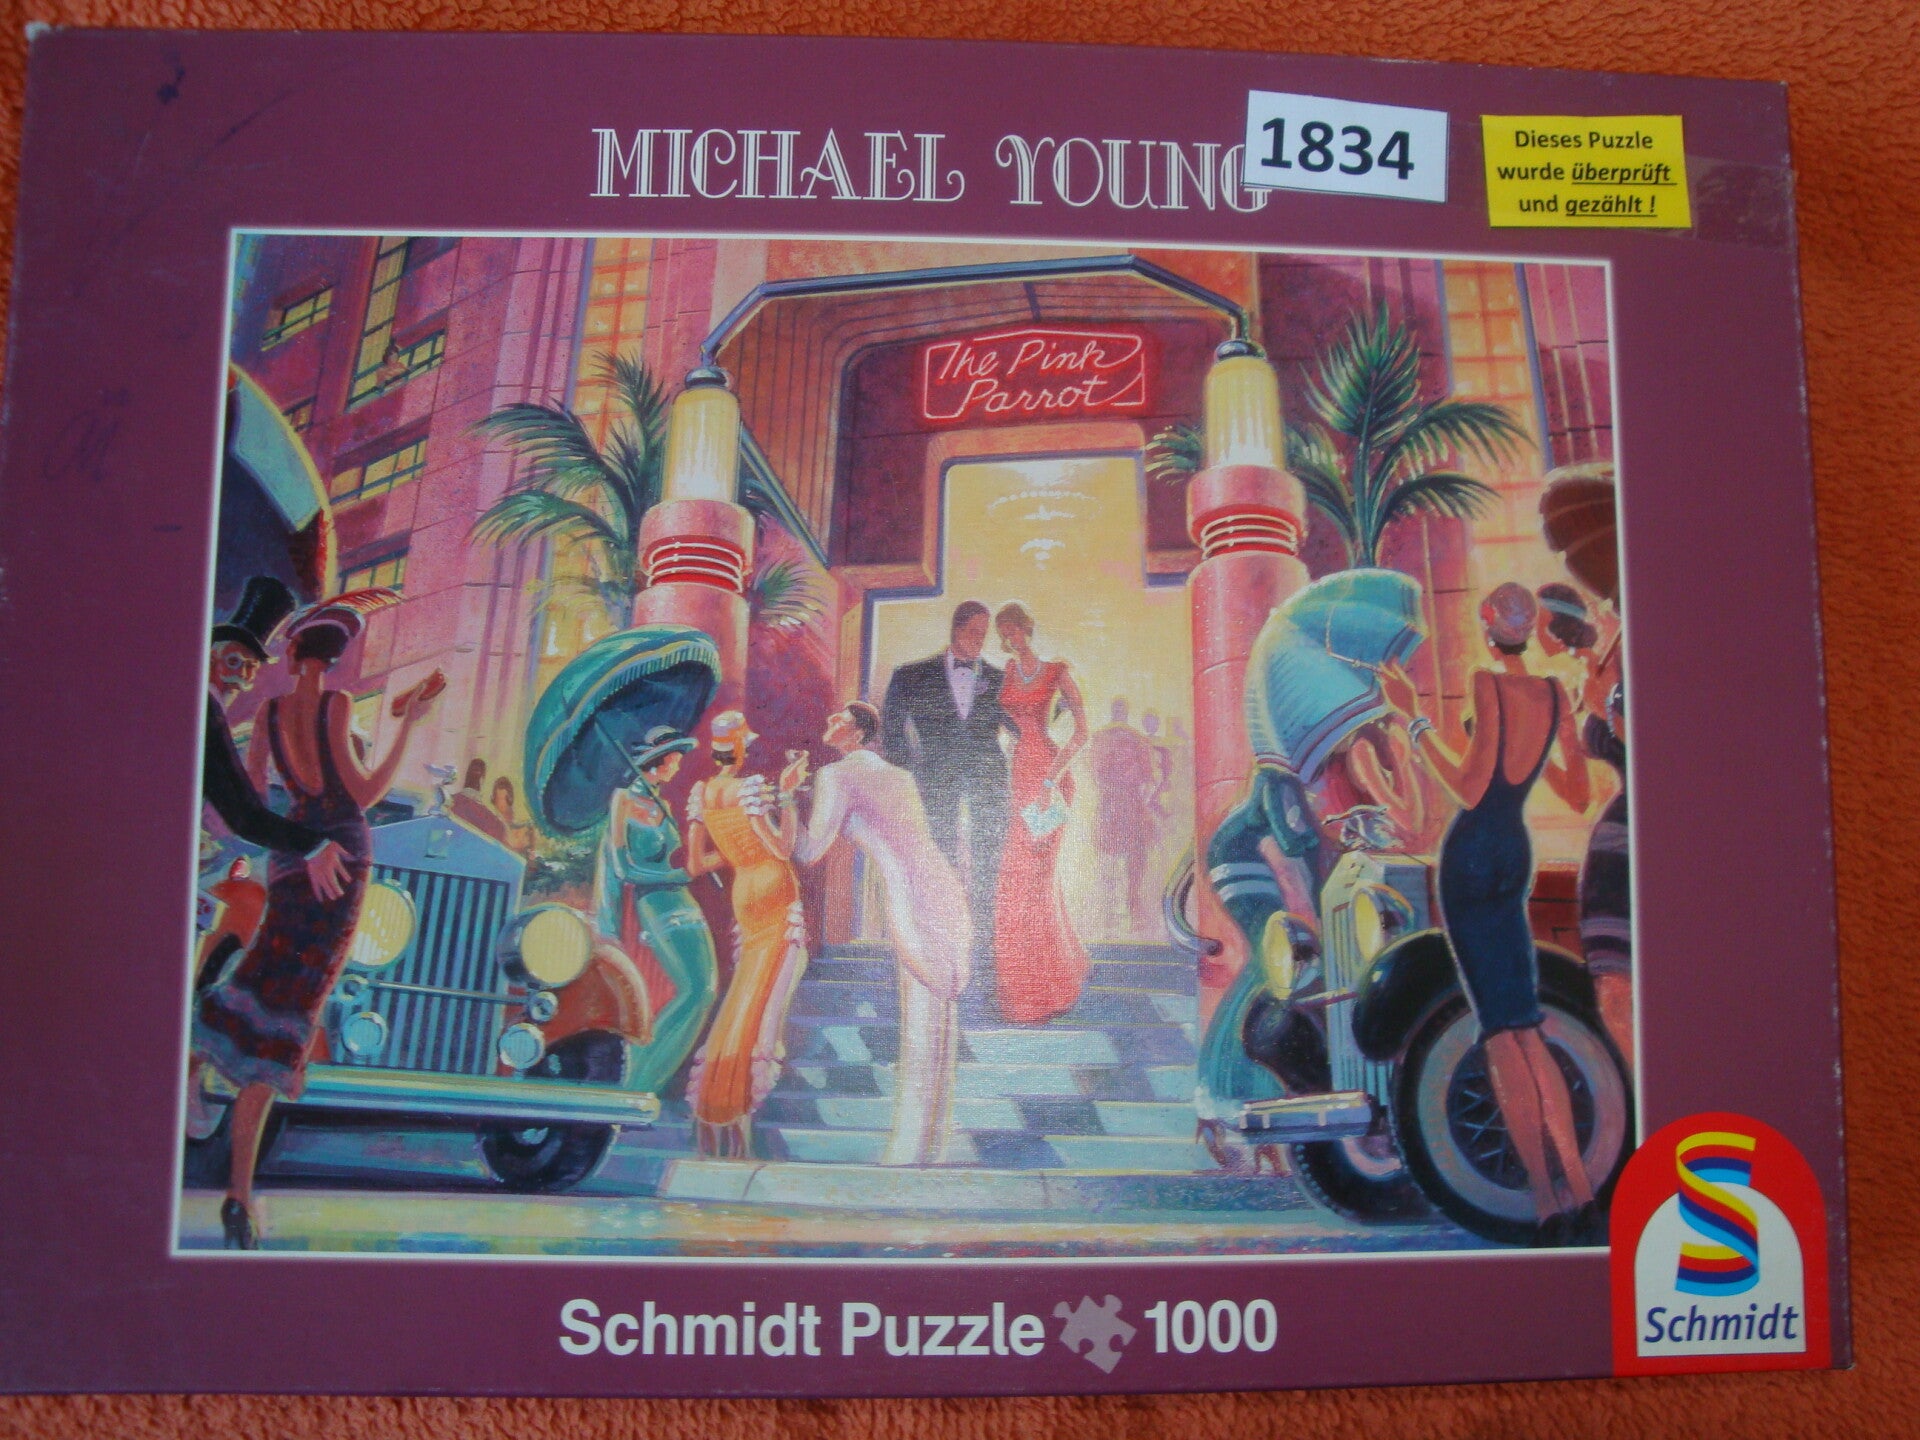 MICHAEL YOUNG
1834
Dieses Puzzle
wurde überprüft
und gezählt !
The Pink
Parrot
Schmidt Puzzle 1000
Schmidt